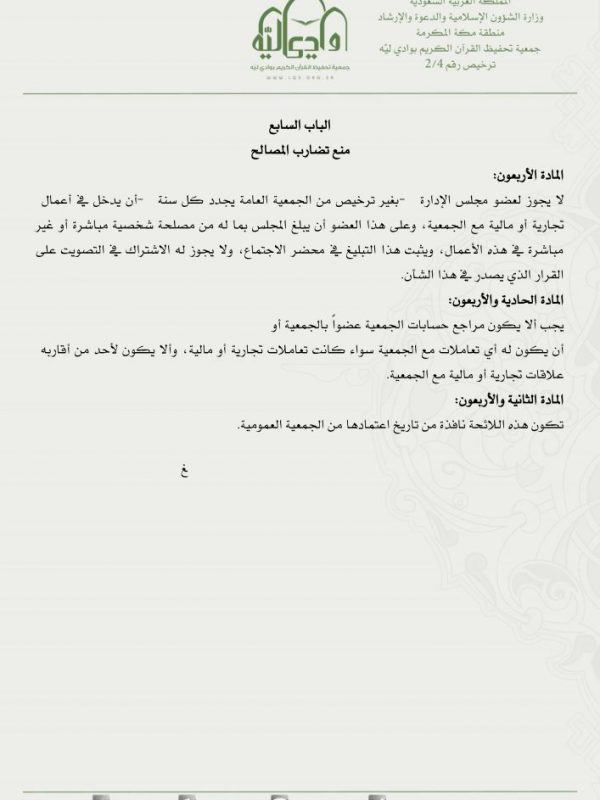 المملكة العربية السعودية
وزارة الشؤون الإسلامية والدعوة والإرشاد
منطقة مكة المكرمة
جمعية تحفيظ القرآن الكريم بوادي ليّه
ترخيص رقم 2/4
وادي ليّه
جمعية تحفيظ القرآن الكريم بوادي ليه
WWW.LQS.ORG.SA
الباب السابع
منع تضارب المصالح
المادة الأربعون:
لا يجوز لعضو مجلس الإدارة -بغير ترخيص من الجمعية العامة يجدد كل سنة -أن يدخل في أعمال
تجارية أو مالية مع الجمعية، وعلى هذا العضو أن يبلغ المجلس بما له من مصلحة شخصية مباشرة أو غير
مباشرة في هذه الأعمال، ويثبت هذا التبليغ في محضر الاجتماع، ولا يجوز له الاشتراك في التصويت على
القرار الذي يصدر في هذا الشأن.
المادة الحادية والأربعون:
يجب ألا يكون مراجع حسابات الجمعية عضواً بالجمعية أو
أن يكون له أي تعاملات مع الجمعية سواء كانت تعاملات تجارية أو مالية، وألا يكون لأحد من أقاربه
علاقات تجارية أو مالية مع الجمعية.
المادة الثانية والأربعون:
تكون هذه اللائحة نافذة من تاريخ اعتمادها من الجمعية العمومية.
غ